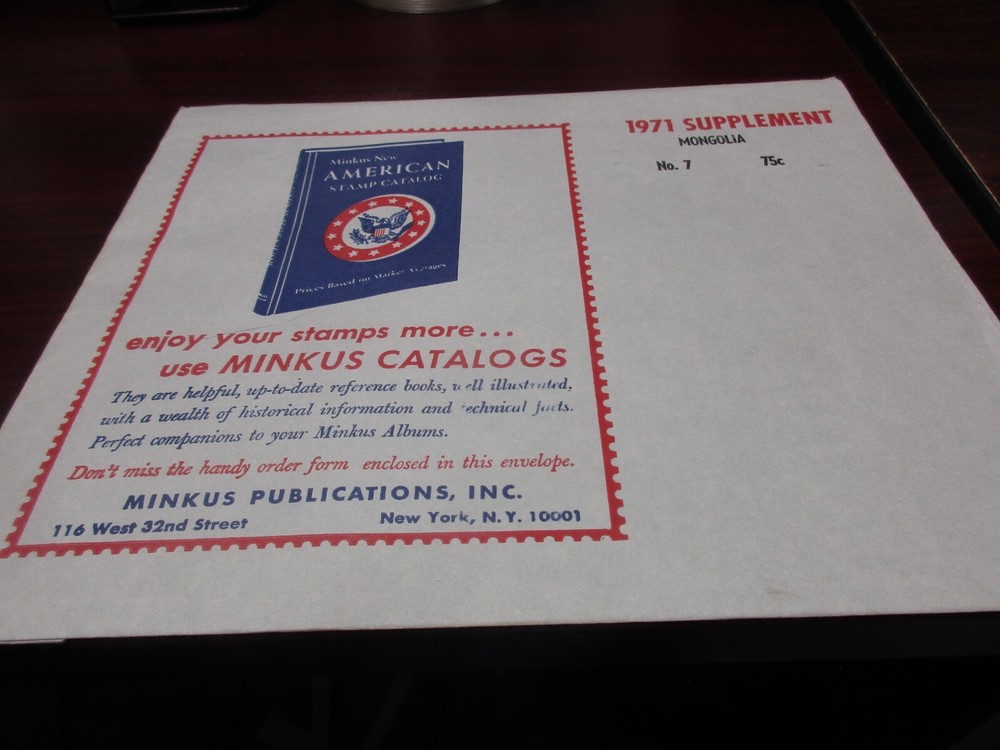 1971 SUPPLEMENT
MONGOLIA
No. 7 75c
Minkus New
AMERICAN
STAMP CATALOG
Prices Based on Market Averages
enjoy your stamps more...
use MINKUS CATALOGS
They are helpful, up-to-date reference books, well illustrated,
with a wealth of historical information and technical facts.
Perfect companions to your Minkus Albums.
Don't miss the handy order form enclosed in this envelope.
MINKUS PUBLICATIONS, INC.
116 West 32nd Street New York, N.Y. 10001